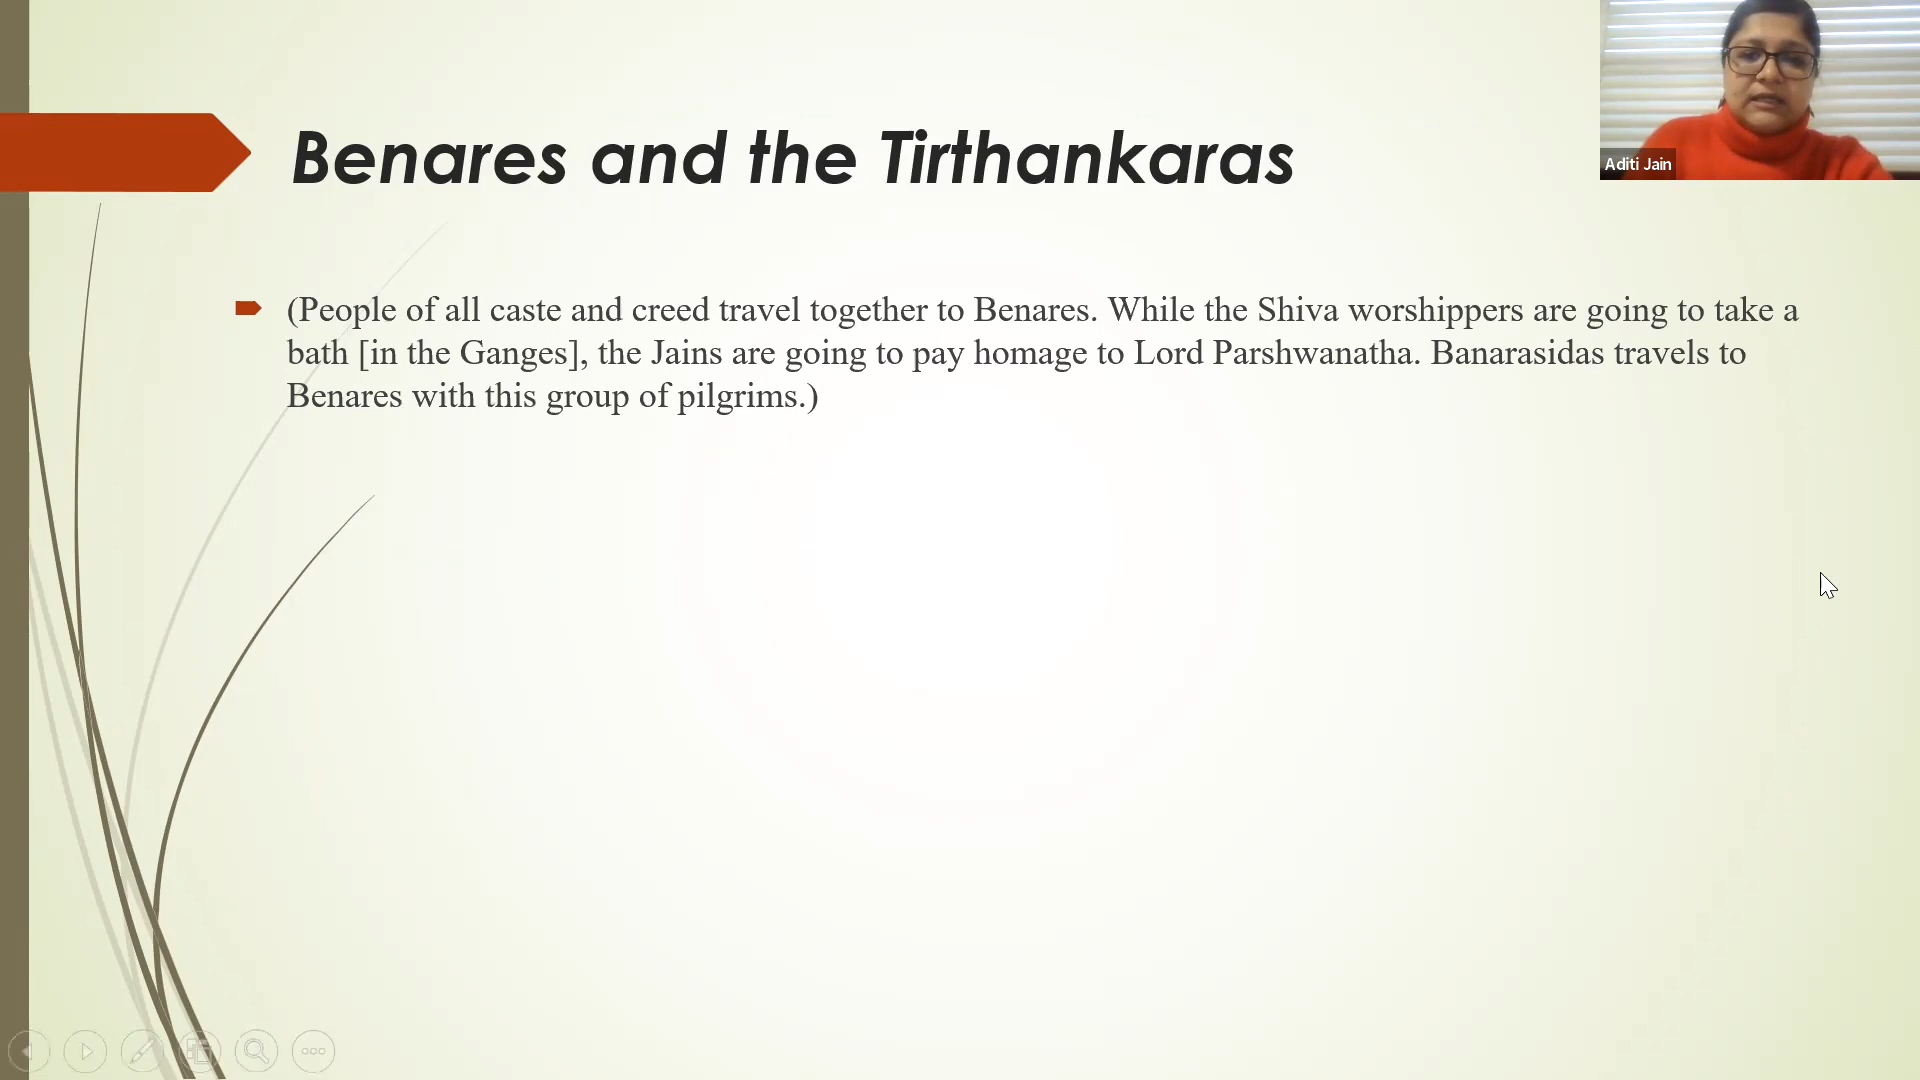 Benares and the Tirthankaras
Aditi Jain
(People of all caste and creed travel together to Benares. While the Shiva worshippers are going to take a
bath [in the Ganges], the Jains are going to pay homage to Lord Parshwanatha. Banarasidas travels to
Benares with this group of pilgrims.)